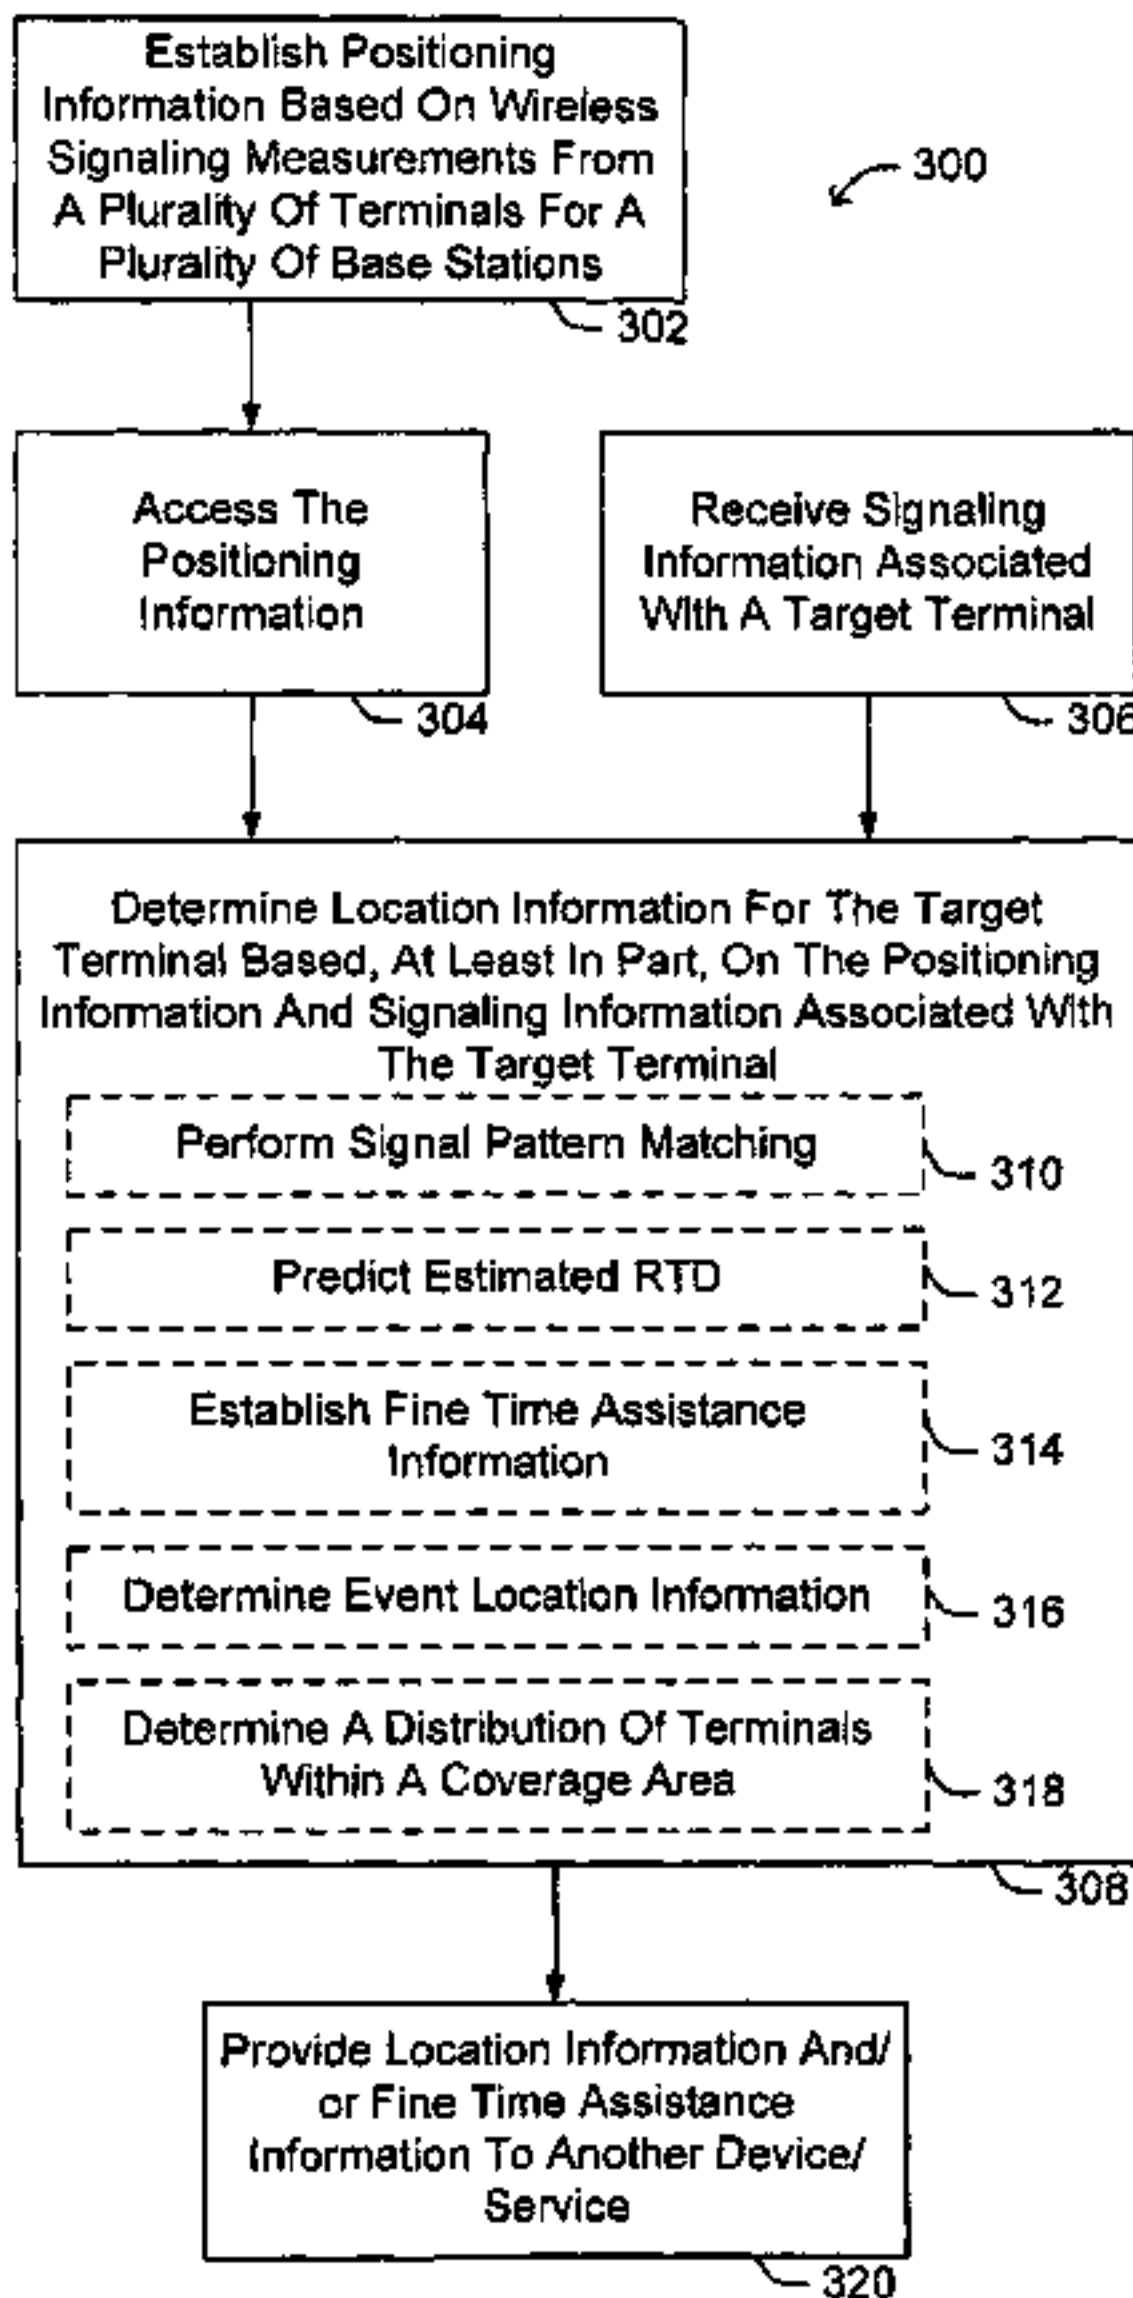 Establish Positioning
Information Based On Wireless
Signaling Measurements From
A Plurality Of Terminals For A
Plurality Of Base Stations
300
302
Access The
Positioning
Information
304
Receive Signaling
Information Associated
With A Target Terminal
306
Determine Location Information For The Target
Terminal Based, At Least In Part, On The Positioning
Information And Signaling Information Associated With
The Target Terminal
Perform Signal Pattern Matching
310
Predict Estimated RTD
312
Establish Fine Time Assistance
Information
314
Determine Event Location Information
316
Determine A Distribution Of Terminals
Within A Coverage Area
318
308
Provide Location Information And/
or Fine Time Assistance
Information To Another Device/
Service
320